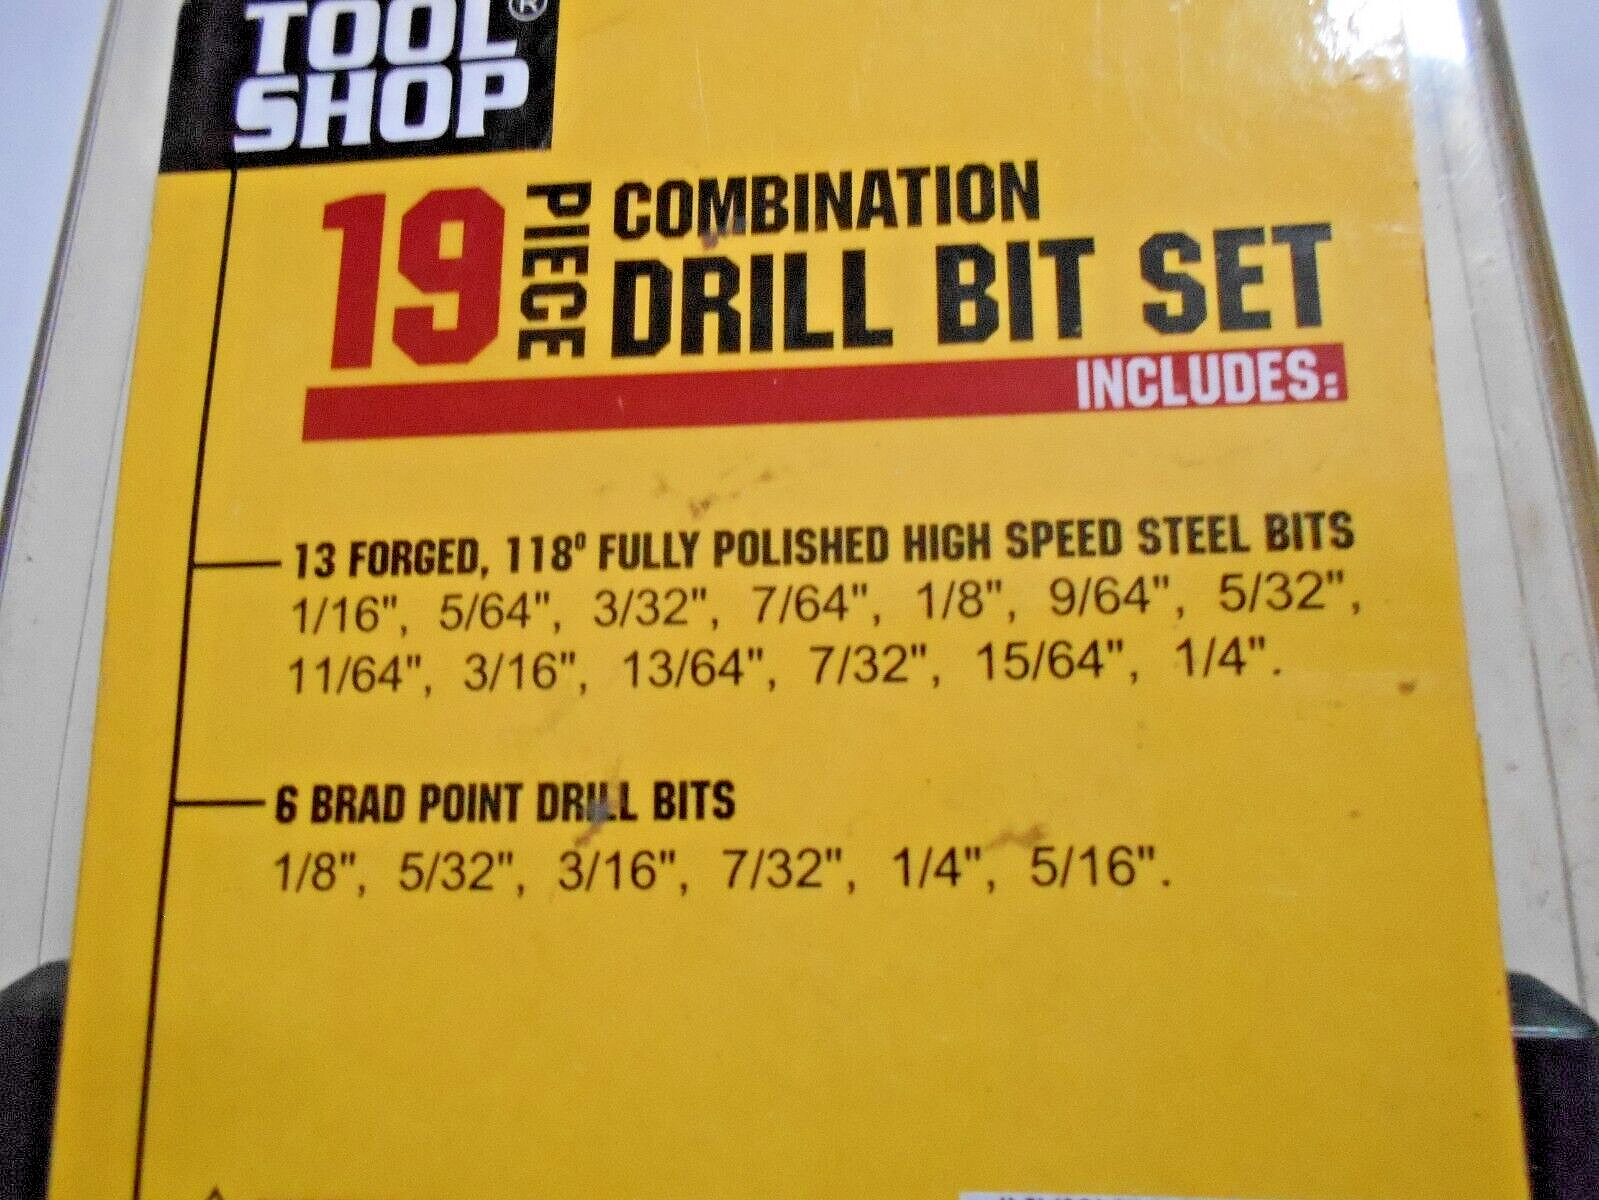 TOOL®
SHOP
19 PIECE COMBINATION
DRILL BIT SET
INCLUDES:
13 FORGED, 118⁰ FULLY POLISHED HIGH SPEED STEEL BITS
1/16", 5/64", 3/32", 7/64", 1/8", 9/64", 5/32",
11/64", 3/16", 13/64", 7/32", 15/64", 1/4".
6 BRAD POINT DRILL BITS
1/8", 5/32", 3/16", 7/32", 1/4", 5/16".